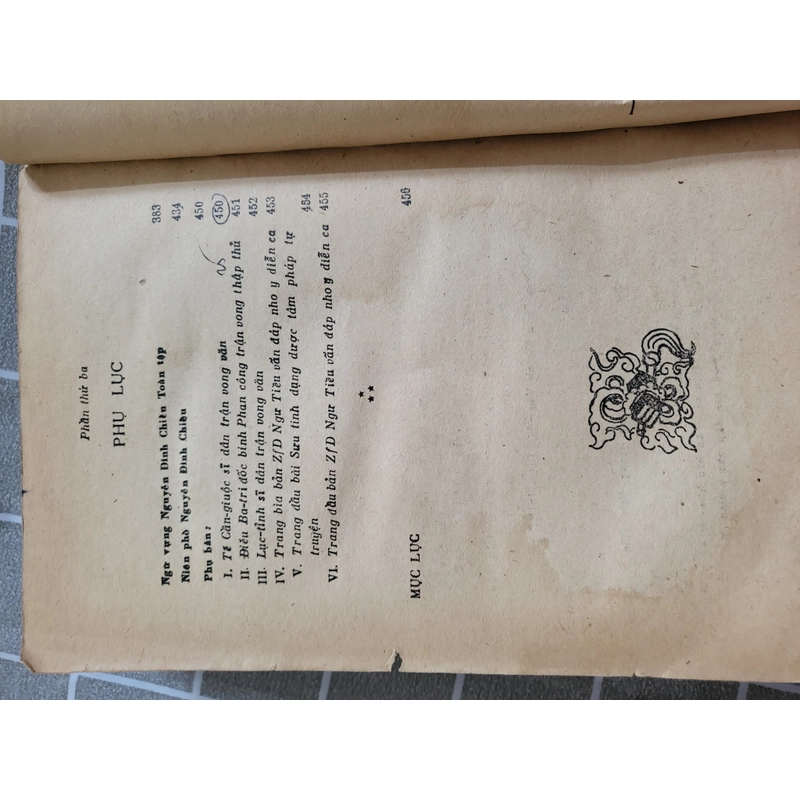 Phần thứ ba
PHỤ LỤC
Ngữ vựng Nguyễn Đình Chiểu Toàn tập 383
Niên phổ Nguyễn Đình Chiểu 434
Phụ bản: 450
I. Tế Cần-giuộc sĩ dân trận vong văn 450
II. Điếu Ba-tri đốc binh Phan công trận vong thập thủ 451
III. Lục-tỉnh sĩ dân trận vong văn 452
IV. Trang bìa bản ZfD Ngư Tiều vấn đáp nho y diễn ca 453
V. Trang đầu bài Sưu tinh dụng dược tâm pháp tự
truyện 454
VI. Trang đầu bản ZfD Ngư Tiều vấn đáp nho y diễn ca 455
MỤC LỤC 456